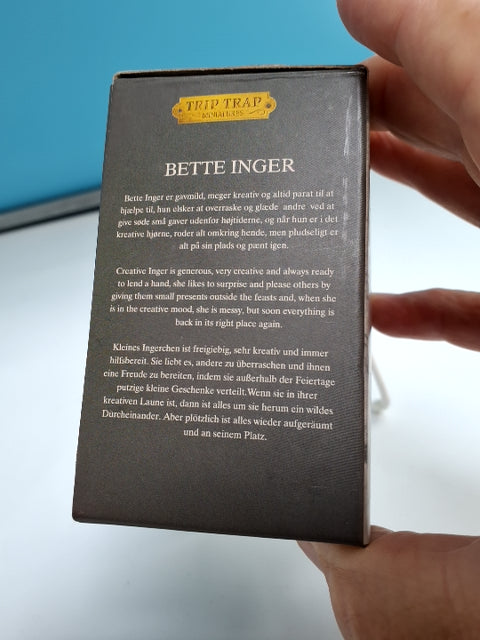 TRIP TRAP
MINIATURES
BETTE INGER
Bette Inger er gavmild, meger kreativ og altid parat til at
hjælpe til, hun elsker at overraske og glæde andre ved at
give søde små gaver udenfor højtiderne, og når hun er i det
kreative hjørne, roder alt omkring hende, men pludseligt er
alt på sin plads og pænt igen.
Creative Inger is generous, very creative and always ready
to lend a hand, she likes to surprise and please others by
giving them small presents outside the feasts and, when she
is in the creative mood, she is messy, but soon everything is
back in its right place again.
Kleines Ingerchen ist freigiebig, sehr kreativ und immer
hilfsbereit. Sie liebt es, andere zu überraschen und ihnen
eine Freude zu bereiten, indem sie außerhalb der Feiertage
putzige kleine Geschenke verteilt.Wenn sie in ihrer
kreativen Laune ist, dann ist alles um sie herum ein wildes
Durcheinander. Aber plötzlich ist alles wieder aufgeräumt
und an seinem Platz.